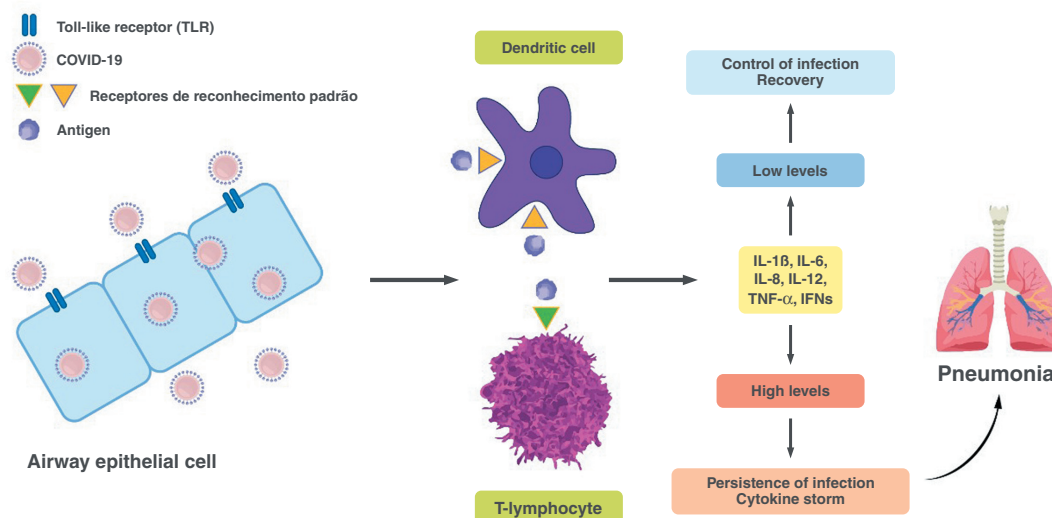 Toll-like receptor (TLR)
COVID-19
Receptores de reconhecimento padrão
Antigen
Airway epithelial cell
Dendritic cell
T-lymphocyte
Control of infection
Recovery
Low levels
IL-1ß, IL-6,
IL-8, IL-12,
TNF-α, IFNs
High levels
Persistence of infection
Cytokine storm
Pneumonia